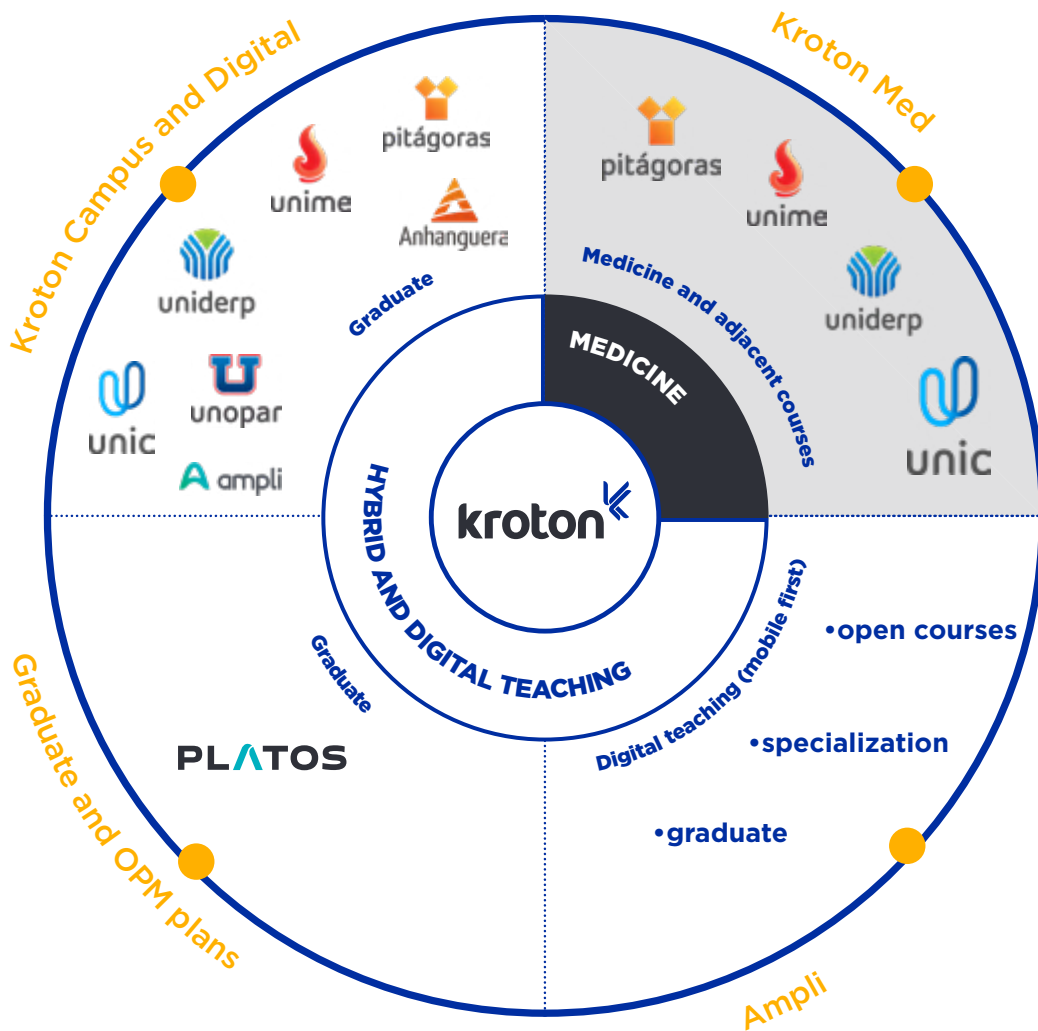 Kroton Campus and Digital
pitágoras
unime
Anhanguera
uniderp
Graduate
unopar
unic
ampli
Kroton Med
pitágoras
unime
Medicine and adjacent courses
uniderp
unic
MEDICINE
kroton
HYBRID AND DIGITAL TEACHING
Graduate
PLATOS
Graduate and OPM plans
Digital teaching (mobile first)
•open courses
•specialization
•graduate
Ampli